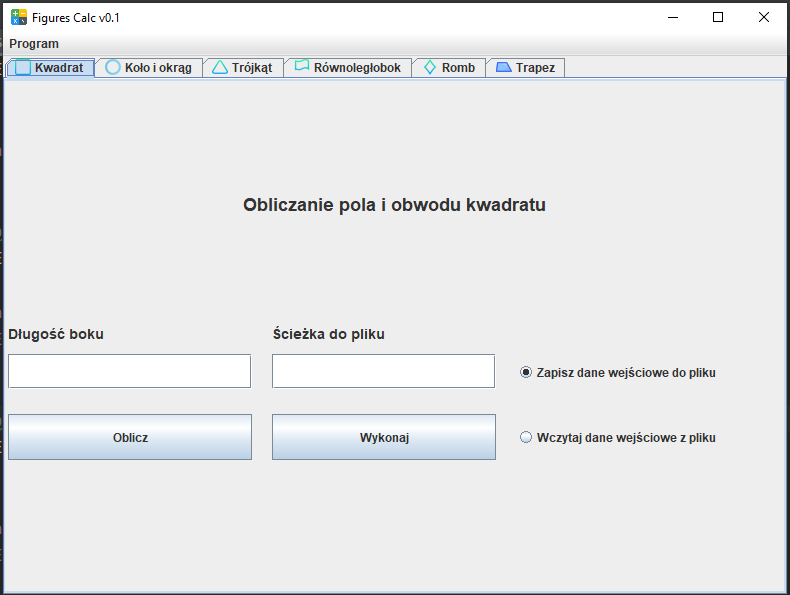 Figures Calc v0.1
Program
Kwadrat Koło i okrąg Trójkąt Równoległobok Romb Trapez
Obliczanie pola i obwodu kwadratu
Długość boku Ścieżka do pliku
Zapisz dane wejściowe do pliku
Oblicz Wykonaj Wczytaj dane wejściowe z pliku